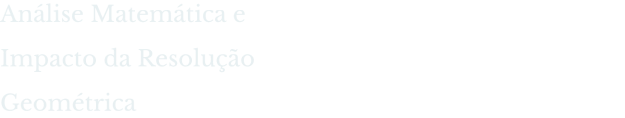 Análise Matemática e
Impacto da Resolução
Geométrica